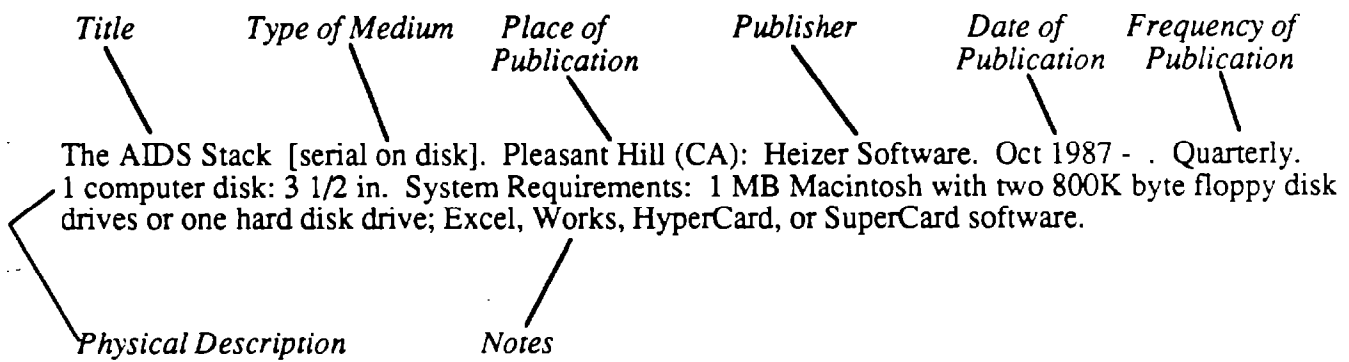 Title Type of Medium Place of Publisher Date of Frequency of
Publication Publication Publication
The AIDS Stack [serial on disk]. Pleasant Hill (CA): Heizer Software. Oct 1987 - . Quarterly.
1 computer disk: 3 1/2 in. System Requirements: 1 MB Macintosh with two 800K byte floppy disk
drives or one hard disk drive; Excel, Works, HyperCard, or SuperCard software.
Physical Description Notes